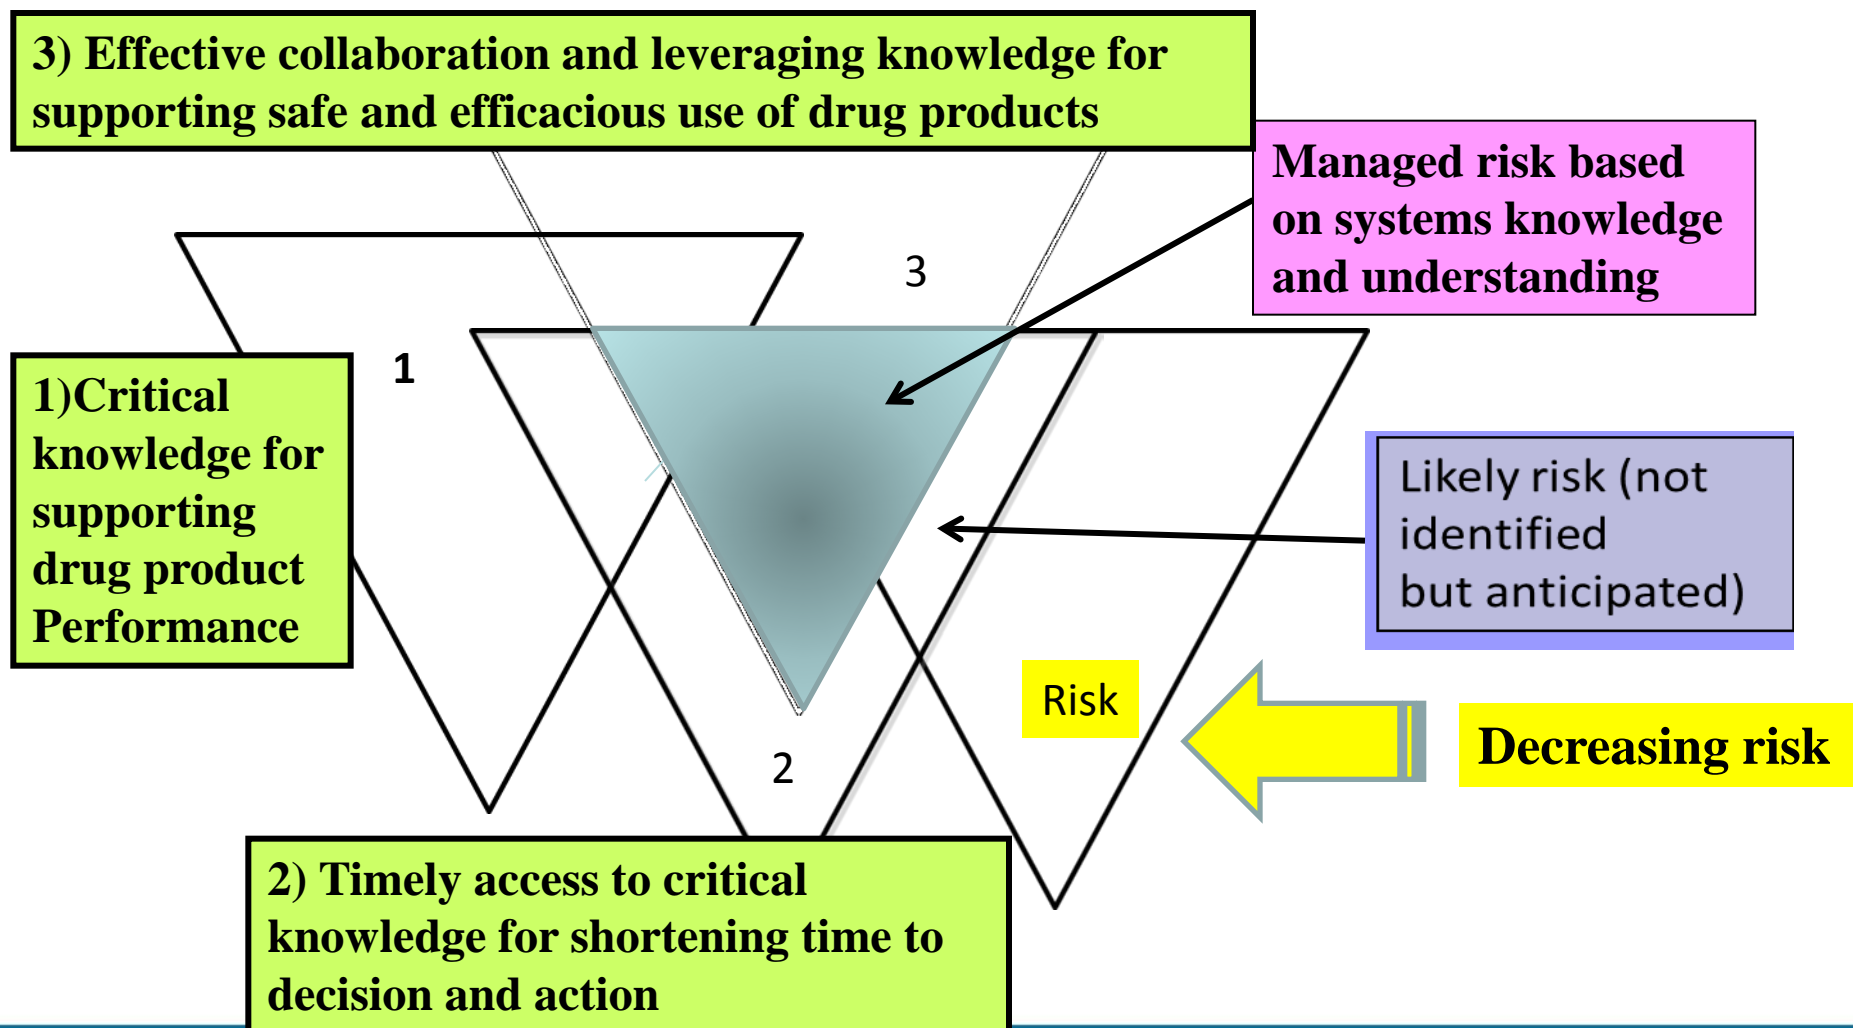 3) Effective collaboration and leveraging knowledge for
supporting safe and efficacious use of drug products
Managed risk based
on systems knowledge
and understanding
3
1
1)Critical
knowledge for
supporting
drug product
Performance
Likely risk (not
identified
but anticipated)
Risk
Decreasing risk
2
2) Timely access to critical
knowledge for shortening time to
decision and action